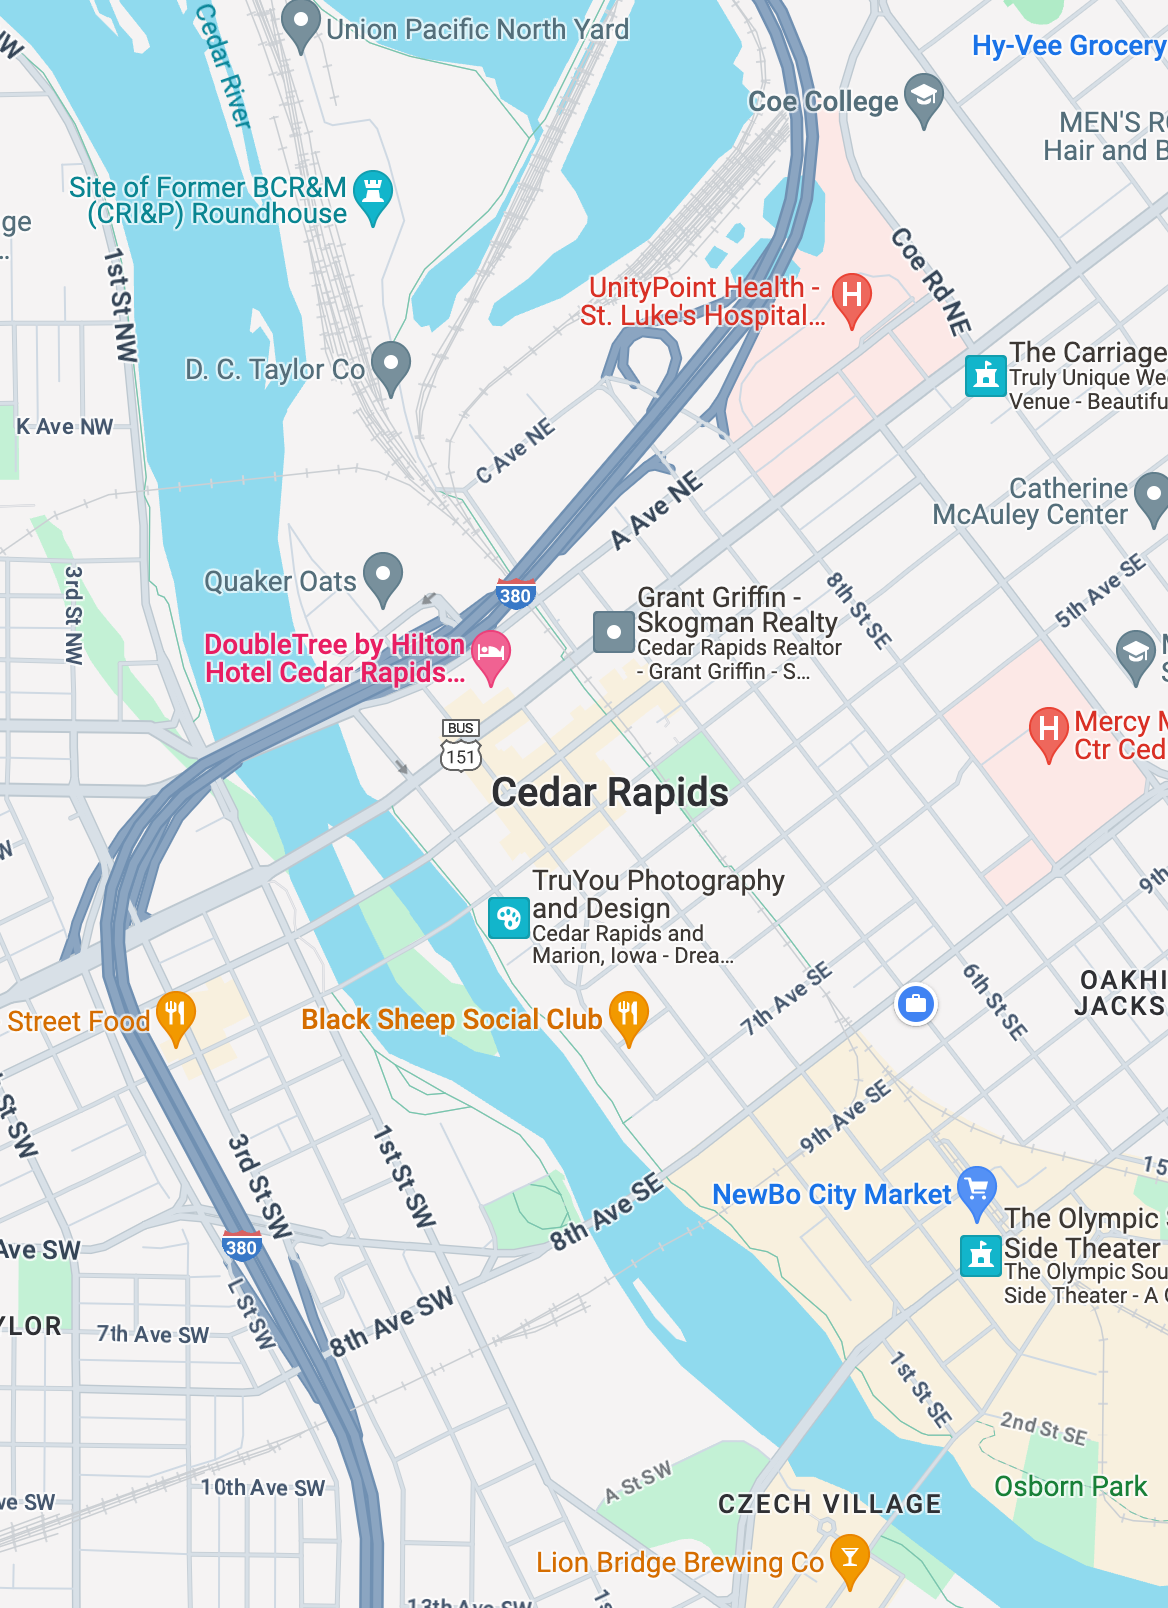 Cedar River
Union Pacific North Yard
Hy-Vee Grocery
Coe College
MEN'S R
Hair and B
Site of Former BCR&M
(CRI&P) Roundhouse
ge
..
1st St NW
Coe Rd NE
UnityPoint Health -
St. Luke's Hospital...
D. C. Taylor Co
The Carriage
Truly Unique We
Venue - Beautifu
K Ave NW
C Ave NE
A Ave NE
Catherine
McAuley Center
3rd St NW
Quaker Oats
380
8th St SE
5th Ave SE
Grant Griffin -
Skogman Realty
Cedar Rapids Realtor
- Grant Griffin - S...
DoubleTree by Hilton
Hotel Cedar Rapids...
Mercy M
Ctr Ced
BUS
151
Cedar Rapids
TruYou Photography
and Design
Cedar Rapids and
Marion, Iowa - Drea...
9th
7th Ave SE
6th St SE
OAKHI
JACKS
Street Food
Black Sheep Social Club
9th Ave SE
St SW
3rd St SW
1st St SW
8th Ave SE
15
NewBo City Market
The Olympic S
Side Theater
The Olympic Sou
Side Theater - A
Ave SW
380
L St SW
YLOR
7th Ave SW
8th Ave SW
1st St SE
2nd St SE
10th Ave SW
ve SW
A St SW
Osborn Park
CZECH VILLAGE
Lion Bridge Brewing Co
13th Ave SW
1s